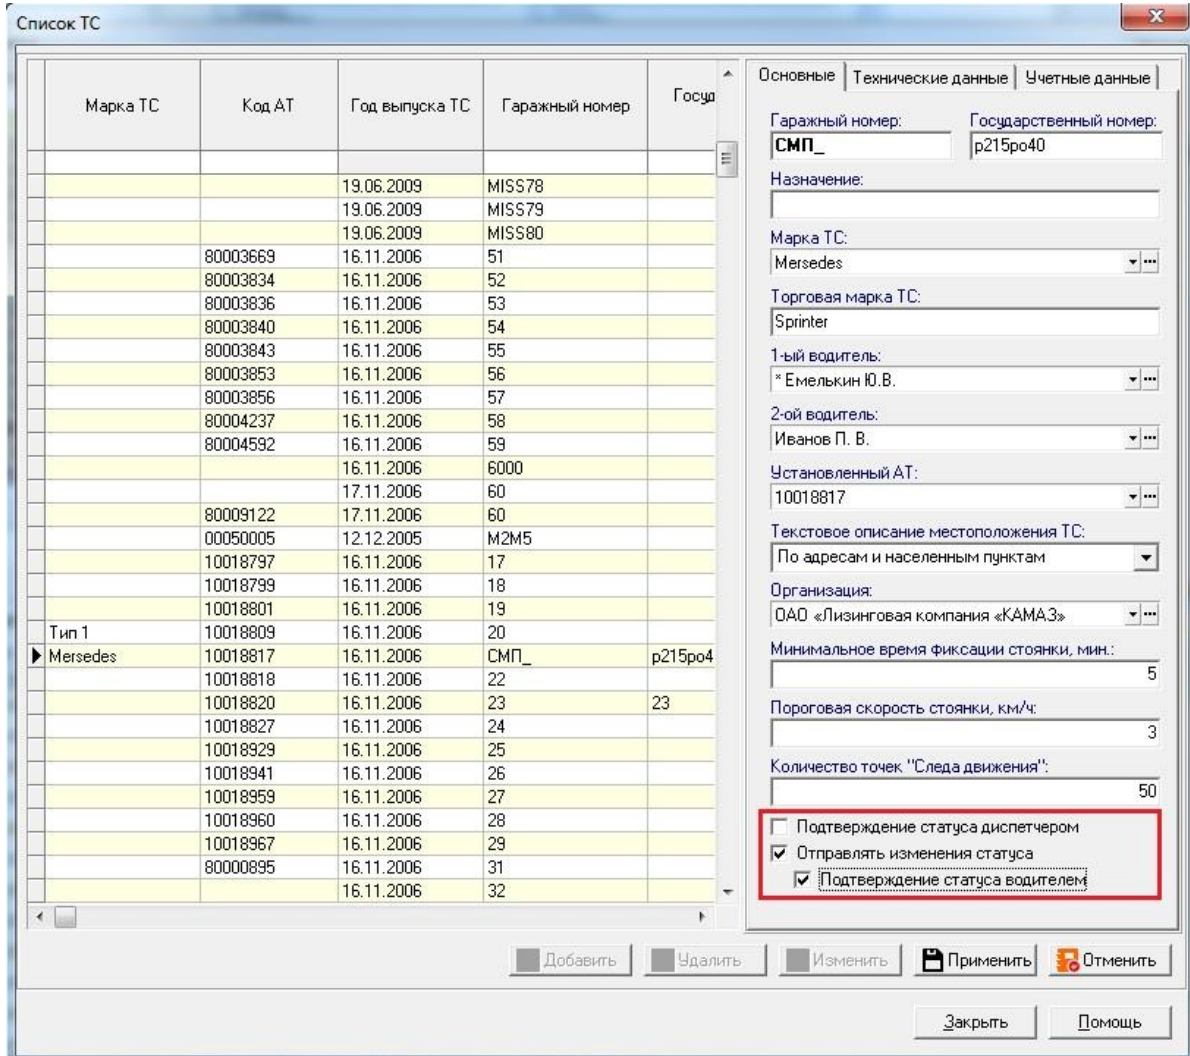 Список ТС
Марка ТС Код АТ Год выпуска ТС Гаражный номер Госуд
19.06.2009 MISS78
19.06.2009 MISS79
19.06.2009 MISS80
80003669 16.11.2006 51
80003834 16.11.2006 52
80003836 16.11.2006 53
80003840 16.11.2006 54
80003843 16.11.2006 55
80003853 16.11.2006 56
80003856 16.11.2006 57
80004237 16.11.2006 58
80004592 16.11.2006 59
16.11.2006 6000
17.11.2006 60
80009122 17.11.2006 60
00050005 12.12.2005 M2M5
10018797 16.11.2006 17
10018799 16.11.2006 18
10018801 16.11.2006 19
Тип 1 10018809 16.11.2006 20
Mersedes 10018817 16.11.2006 СМП_ р215ро4
10018818 16.11.2006 22
10018820 16.11.2006 23 23
10018827 16.11.2006 24
10018929 16.11.2006 25
10018941 16.11.2006 26
10018959 16.11.2006 27
10018960 16.11.2006 28
10018967 16.11.2006 29
80000895 16.11.2006 31
16.11.2006 32
Основные Технические данные Учетные данные
Гаражный номер: Государственный номер:
СМП_ р215ро40
Назначение:
Марка ТС:
Mersedes
Торговая марка ТС:
Sprinter
1-ый водитель:
* Емелькин Ю.В.
2-ой водитель:
Иванов П. В.
Установленный АТ:
10018817
Текстовое описание местоположения ТС:
По адресам и населенным пунктам
Организация:
ОАО «Лизинговая компания «КАМАЗ»
Минимальное время фиксации стоянки, мин.:
5
Пороговая скорость стоянки, км/ч:
3
Количество точек "Следа движения":
50
Подтверждение статуса диспетчером
Отправлять изменения статуса
Подтверждение статуса водителем
Добавить Удалить Изменить Применить Отменить
Закрыть Помощь